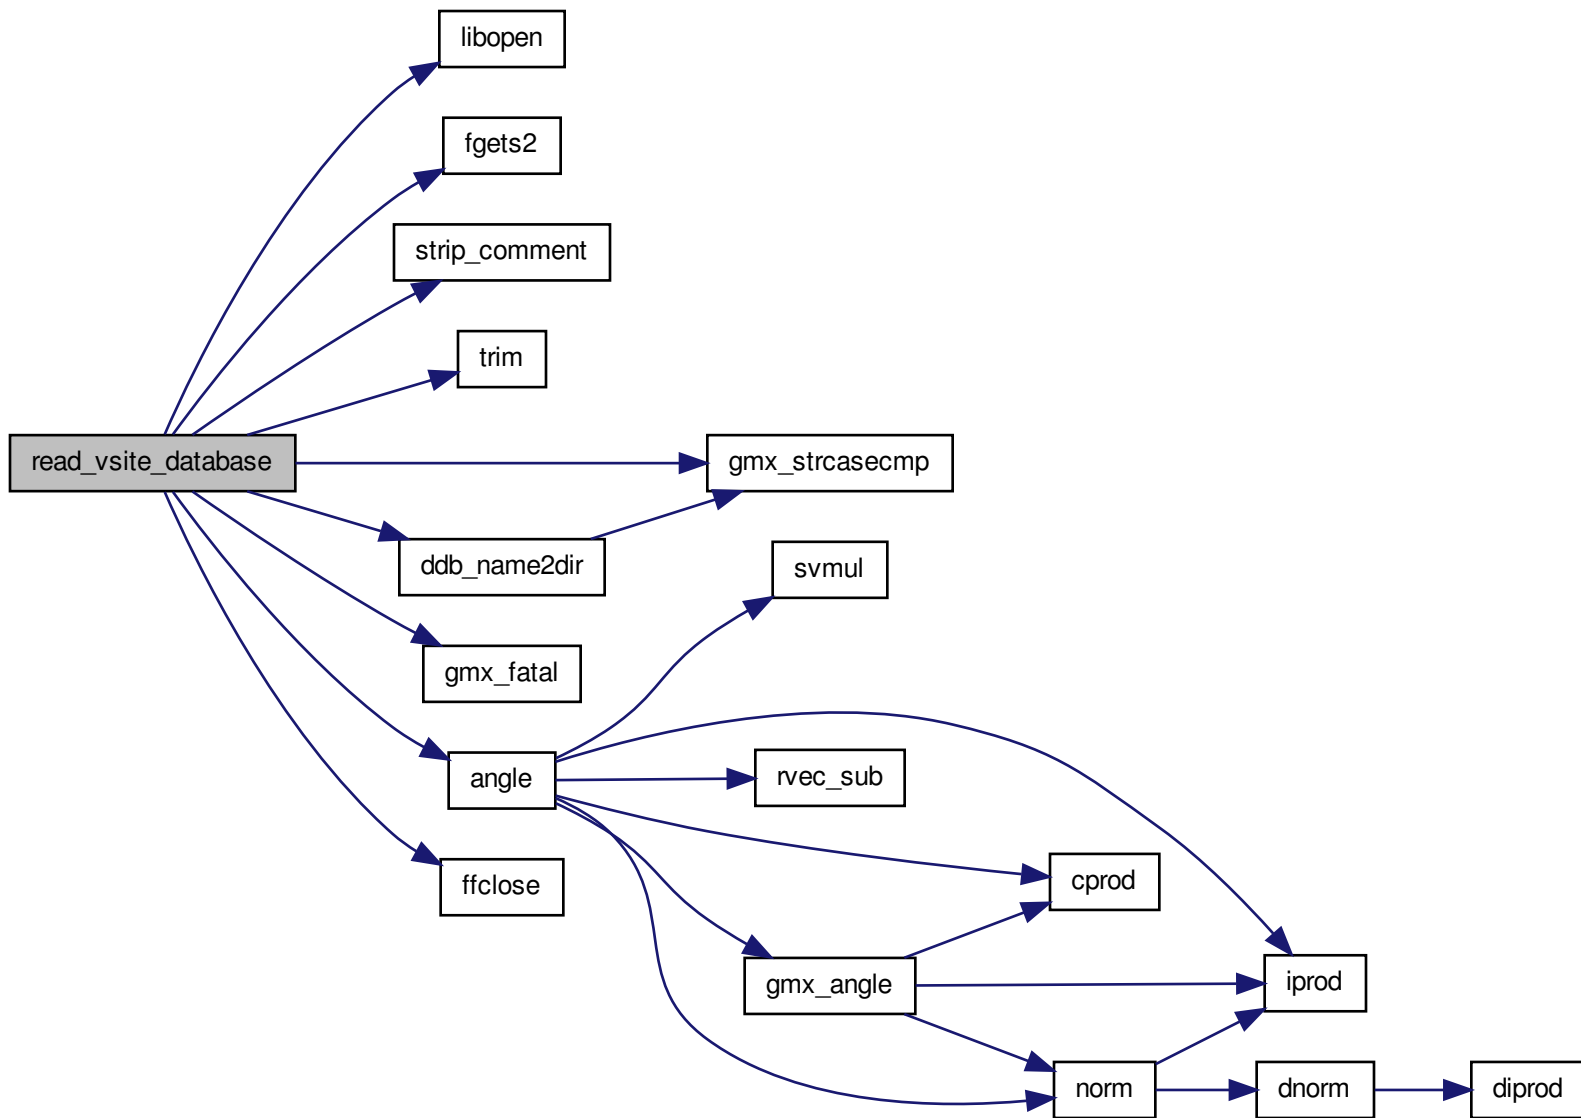 libopen
fgets2
strip_comment
trim
read_vsite_database
gmx_strcasecmp
ddb_name2dir
svmul
gmx_fatal
angle
rvec_sub
ffclose
cprod
gmx_angle
iprod
norm
dnorm
diprod